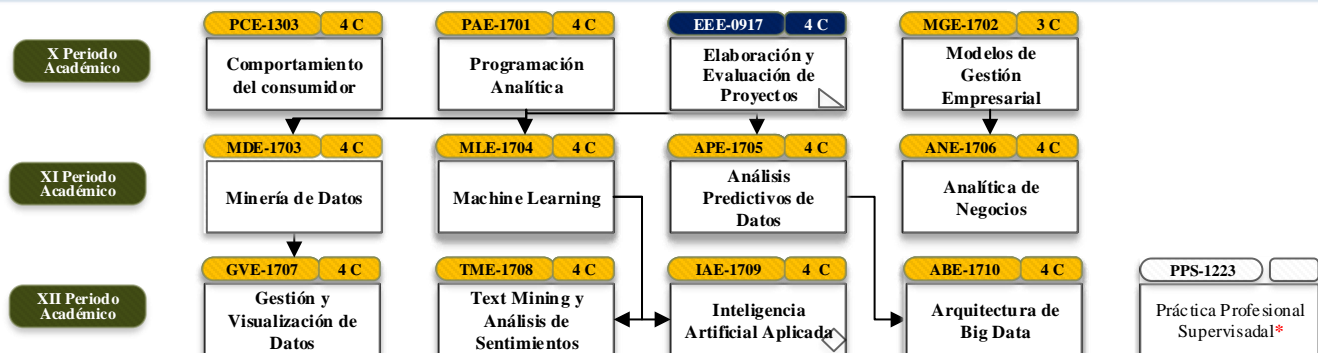 PCE-1303 4 C
PAE-1701 4 C
EEE-0917 4 C
MGE-1702 3 C
X Periodo
Académico
Comportamiento
del consumidor
Programación
Analítica
Elaboración y
Evaluación de
Proyectos
Modelos de
Gestión
Empresarial
MDE-1703 4 C
MLE-1704 4 C
APE-1705 4 C
ANE-1706 4 C
XI Periodo
Académico
Minería de Datos
Machine Learning
Análisis
Predictivos de
Datos
Analítica de
Negocios
GVE-1707 4 C
TME-1708 4 C
IAE-1709 4 C
ABE-1710 4 C
PPS-1223
XII Periodo
Académico
Gestión y
Visualización de
Datos
Text Mining y
Análisis de
Sentimientos
Inteligencia
Artificial Aplicada
Arquitectura de
Big Data
Práctica Profesional
Supervisadal*